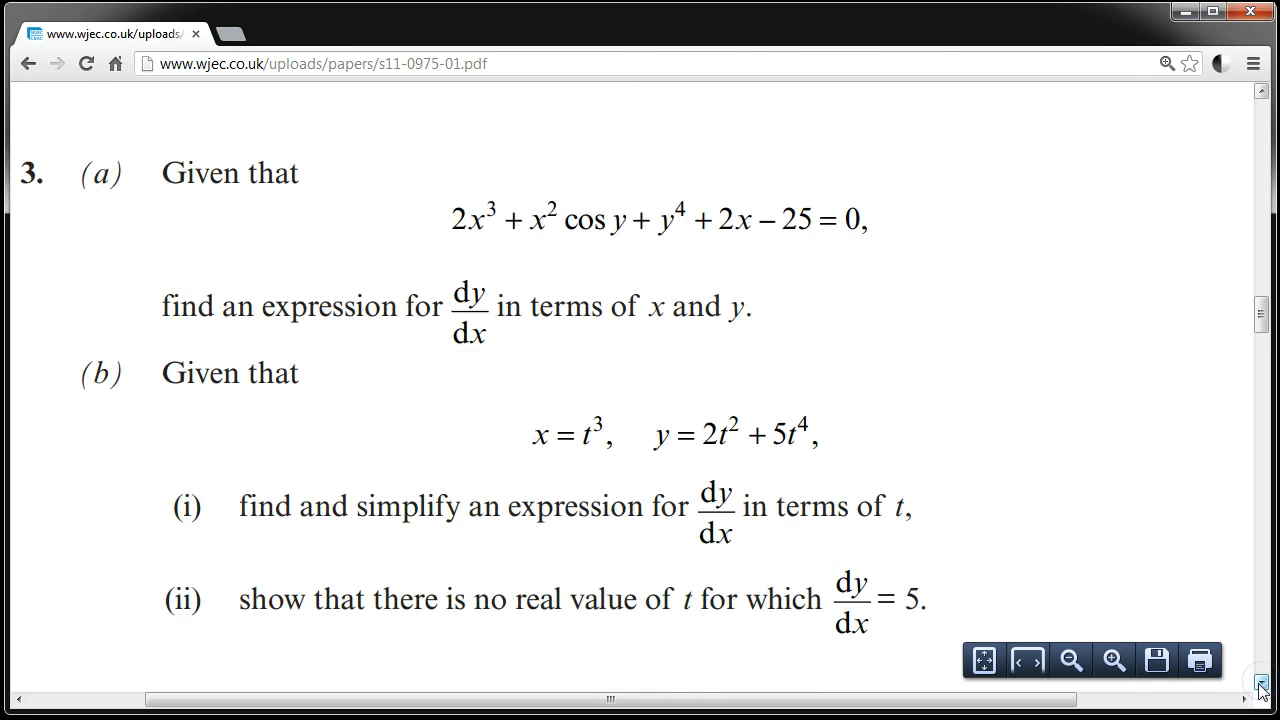 www.wjec.co.uk/uploads/
www.wjec.co.uk/uploads/papers/s11-0975-01.pdf
3. (a) Given that
2x³ + x² cos y + y⁴ + 2x – 25 = 0,
find an expression for dy/dx in terms of x and y.
(b) Given that
x = t³, y = 2t² + 5t⁴,
(i) find and simplify an expression for dy/dx in terms of t,
(ii) show that there is no real value of t for which dy/dx = 5.